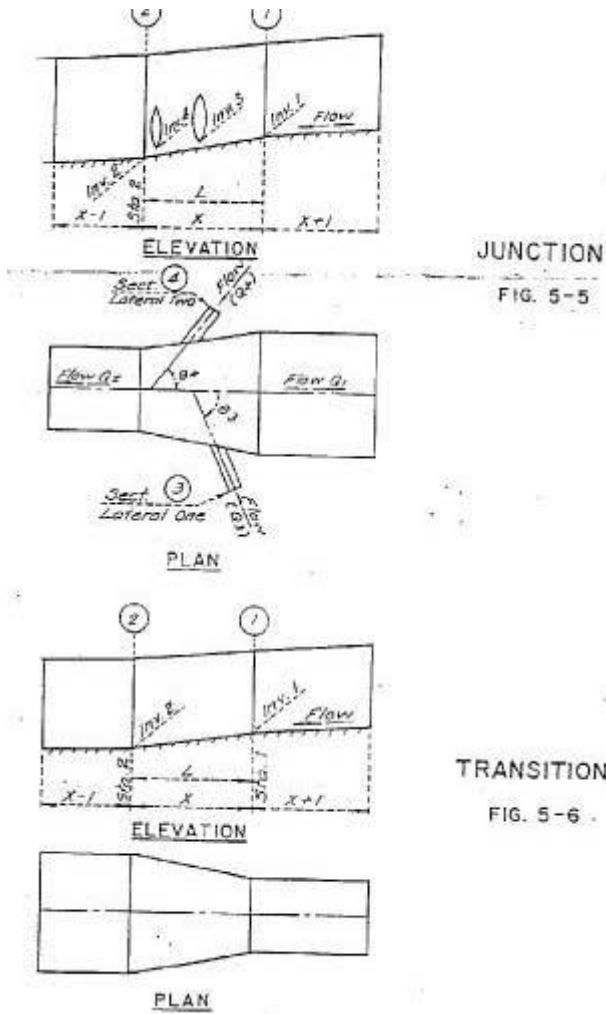 2
1
Inv. 4
Inv. 3
Inv. 1
Flow
Inv. 2
Sta. 2
L
X-1
X
X+1
ELEVATION
JUNCTION
FIG. 5-5
Sect. 4
Lateral Two
Flow
(Q4)
Flow Q2
θ4
Flow Q1
θ3
Sect. 3
Lateral One
Flow
(Q3)
PLAN
2
1
Inv. 2
Inv. 1
Flow
Sta. 2
L
Sta. 1
X-1
X
X+1
ELEVATION
TRANSITION
FIG. 5-6
PLAN